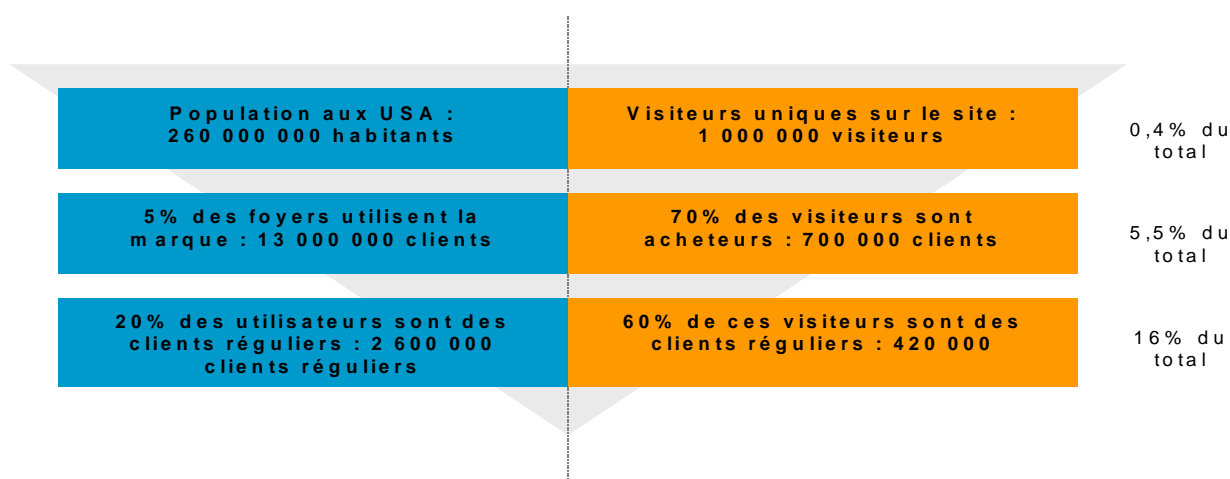 Population aux USA :
260 000 000 habitants
Visiteurs uniques sur le site :
1 000 000 visiteurs
0,4% du
total
5% des foyers utilisent la
marque : 13 000 000 clients
70% des visiteurs sont
acheteurs : 700 000 clients
5,5% du
total
20% des utilisateurs sont des
clients réguliers : 2 600 000
clients réguliers
60% de ces visiteurs sont des
clients réguliers : 420 000
16% du
total